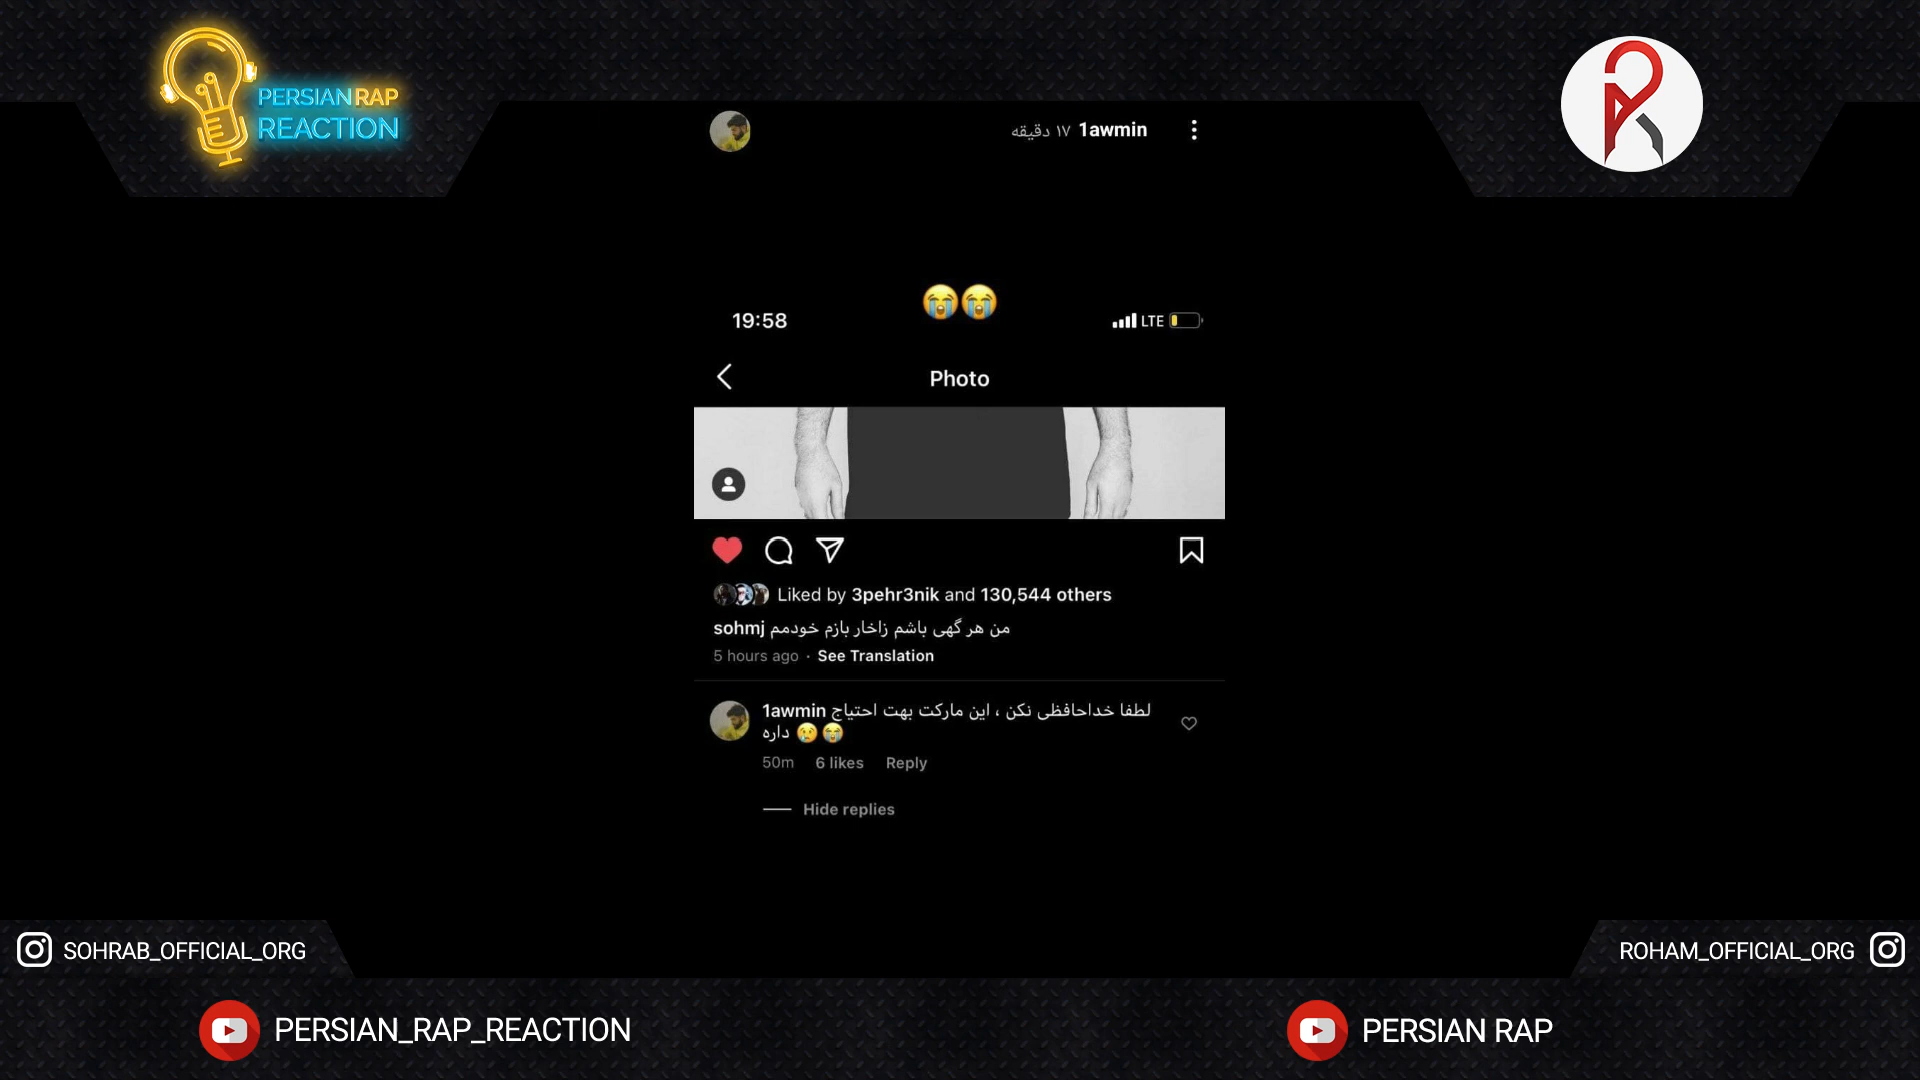 PERSIAN RAP
REACTION
۱۷ دقیقه 1awmin
😭😭
19:58
LTE
Photo
Liked by 3pehr3nik and 130,544 others
sohmj من هر گهی باشم زاخار بازم خودمم
5 hours ago · See Translation
1awmin لطفا خداحافظی نکن ، این مارکت بهت احتیاج
داره 😢😭
50m 6 likes Reply
Hide replies
SOHRAB_OFFICIAL_ORG
ROHAM_OFFICIAL_ORG
PERSIAN_RAP_REACTION
PERSIAN RAP